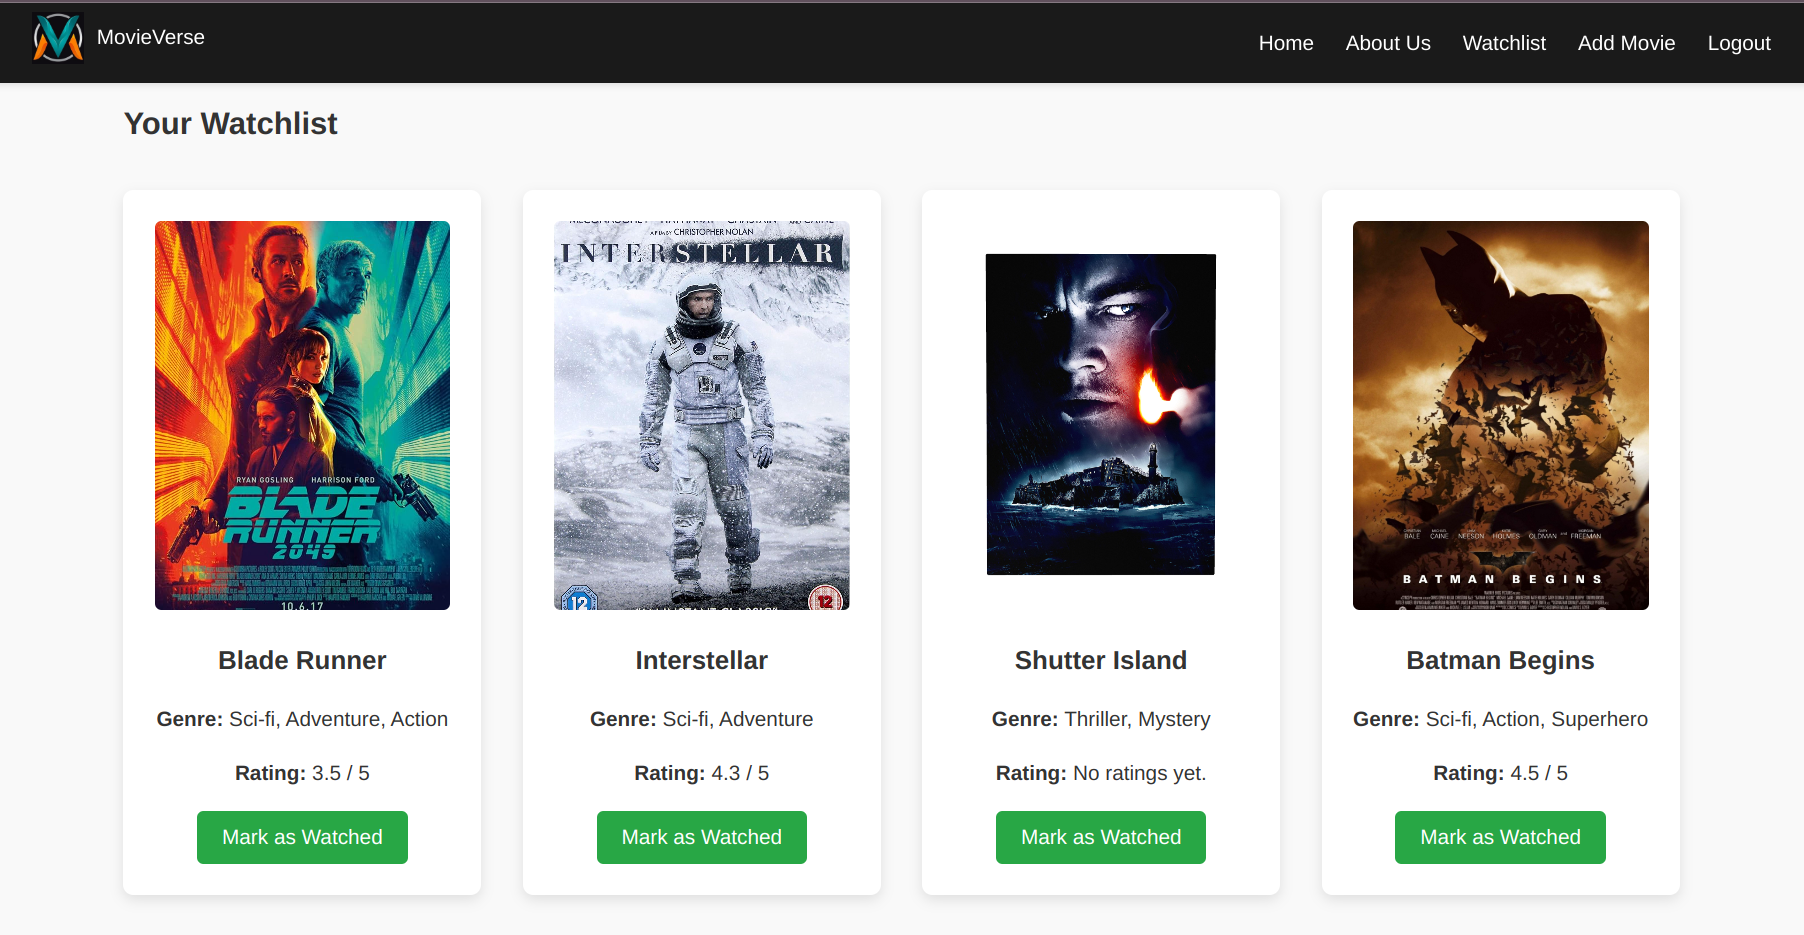 MovieVerse
Home About Us Watchlist Add Movie Logout
Your Watchlist
RYAN GOSLING HARRISON FORD
BLADE
RUNNER
2049
10.6.17
A FILM BY CHRISTOPHER NOLAN
INTERSTELLAR
12
12
BALE CAINE NEESON HOLMES OLDMAN AND FREEMAN
BATMAN BEGINS
Blade Runner
Genre: Sci-fi, Adventure, Action
Rating: 3.5 / 5
Mark as Watched
Interstellar
Genre: Sci-fi, Adventure
Rating: 4.3 / 5
Mark as Watched
Shutter Island
Genre: Thriller, Mystery
Rating: No ratings yet.
Mark as Watched
Batman Begins
Genre: Sci-fi, Action, Superhero
Rating: 4.5 / 5
Mark as Watched